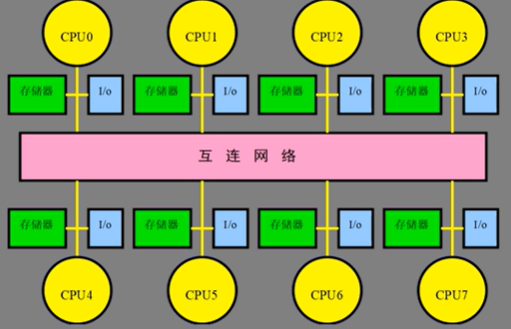 CPU0 CPU1 CPU2 CPU3
存储器 I/o 存储器 I/o 存储器 I/o 存储器 I/o
互连网络
存储器 I/o 存储器 I/o 存储器 I/o 存储器 I/o
CPU4 CPU5 CPU6 CPU7